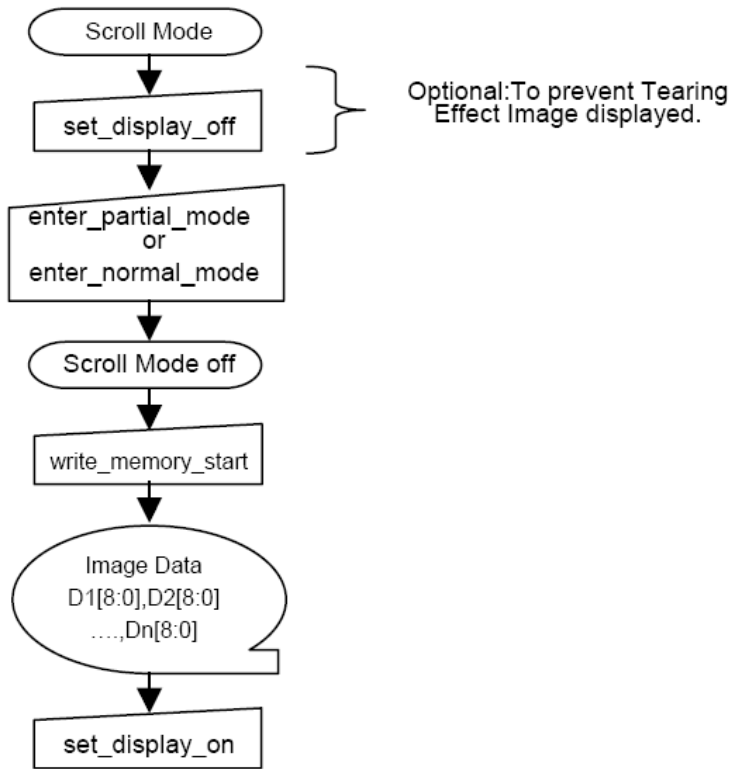 Scroll Mode
set_display_off
Optional:To prevent Tearing
Effect Image displayed.
enter_partial_mode
or
enter_normal_mode
Scroll Mode off
write_memory_start
Image Data
D1[8:0],D2[8:0]
....,Dn[8:0]
set_display_on